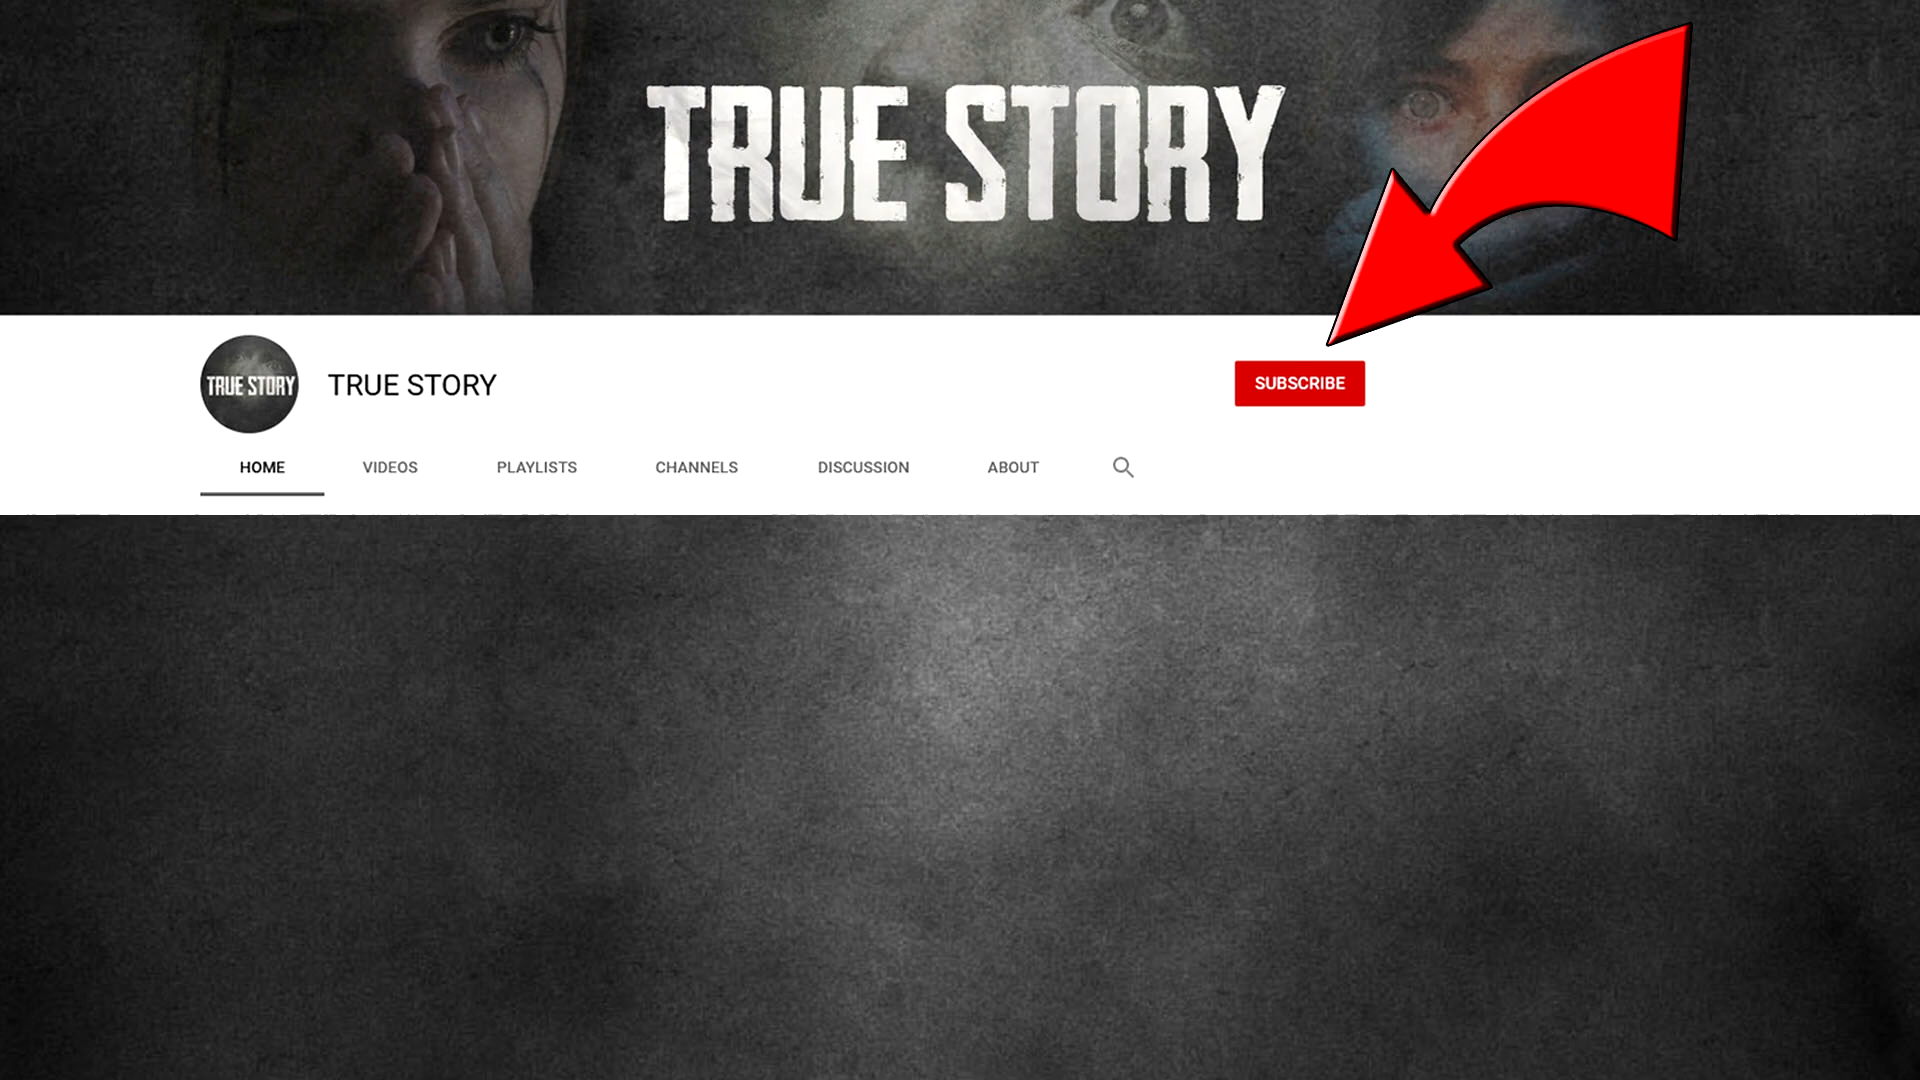 TRUE STORY
TRUE STORY
TRUE STORY
SUBSCRIBE
HOME VIDEOS PLAYLISTS CHANNELS DISCUSSION ABOUT